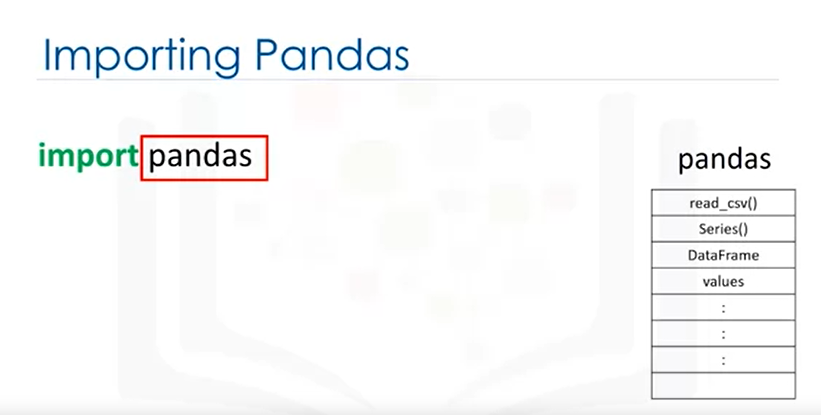 Importing Pandas
import pandas
pandas
read_csv()
Series()
DataFrame
values
:
:
: